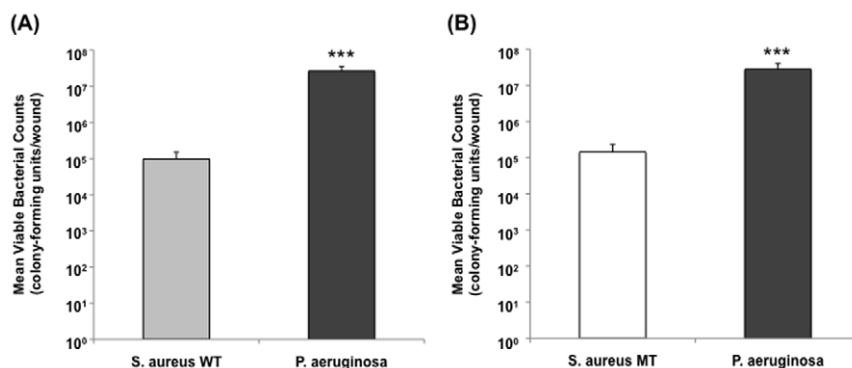 (A)
Mean Viable Bacterial Counts
(colony-forming units/wound)
10⁸
10⁷
10⁶
10⁵
10⁴
10³
10²
10¹
10⁰
***
S. aureus WT
P. aeruginosa
(B)
Mean Viable Bacterial Counts
(colony-forming units/wound)
10⁸
10⁷
10⁶
10⁵
10⁴
10³
10²
10¹
10⁰
***
S. aureus MT
P. aeruginosa